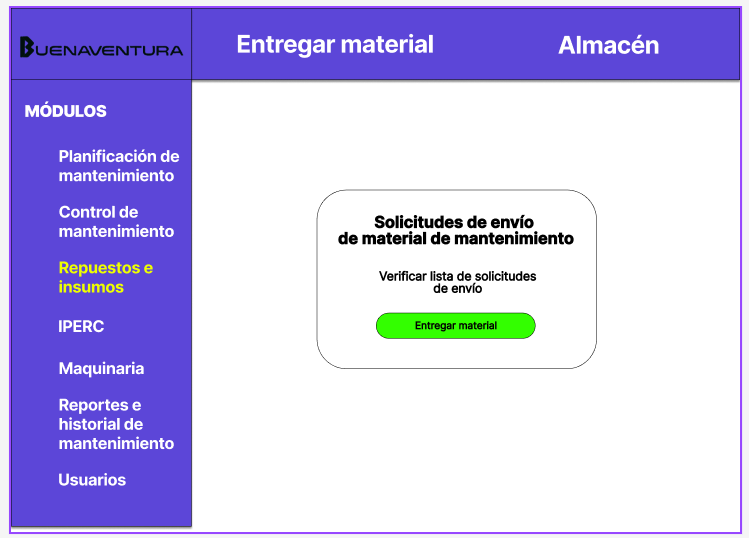 BUENAVENTURA
Entregar material
Almacén
MÓDULOS
Planificación de
mantenimiento
Control de
mantenimiento
Repuestos e
insumos
IPERC
Maquinaria
Reportes e
historial de
mantenimiento
Usuarios
Solicitudes de envío
de material de mantenimiento
Verificar lista de solicitudes
de envío
Entregar material